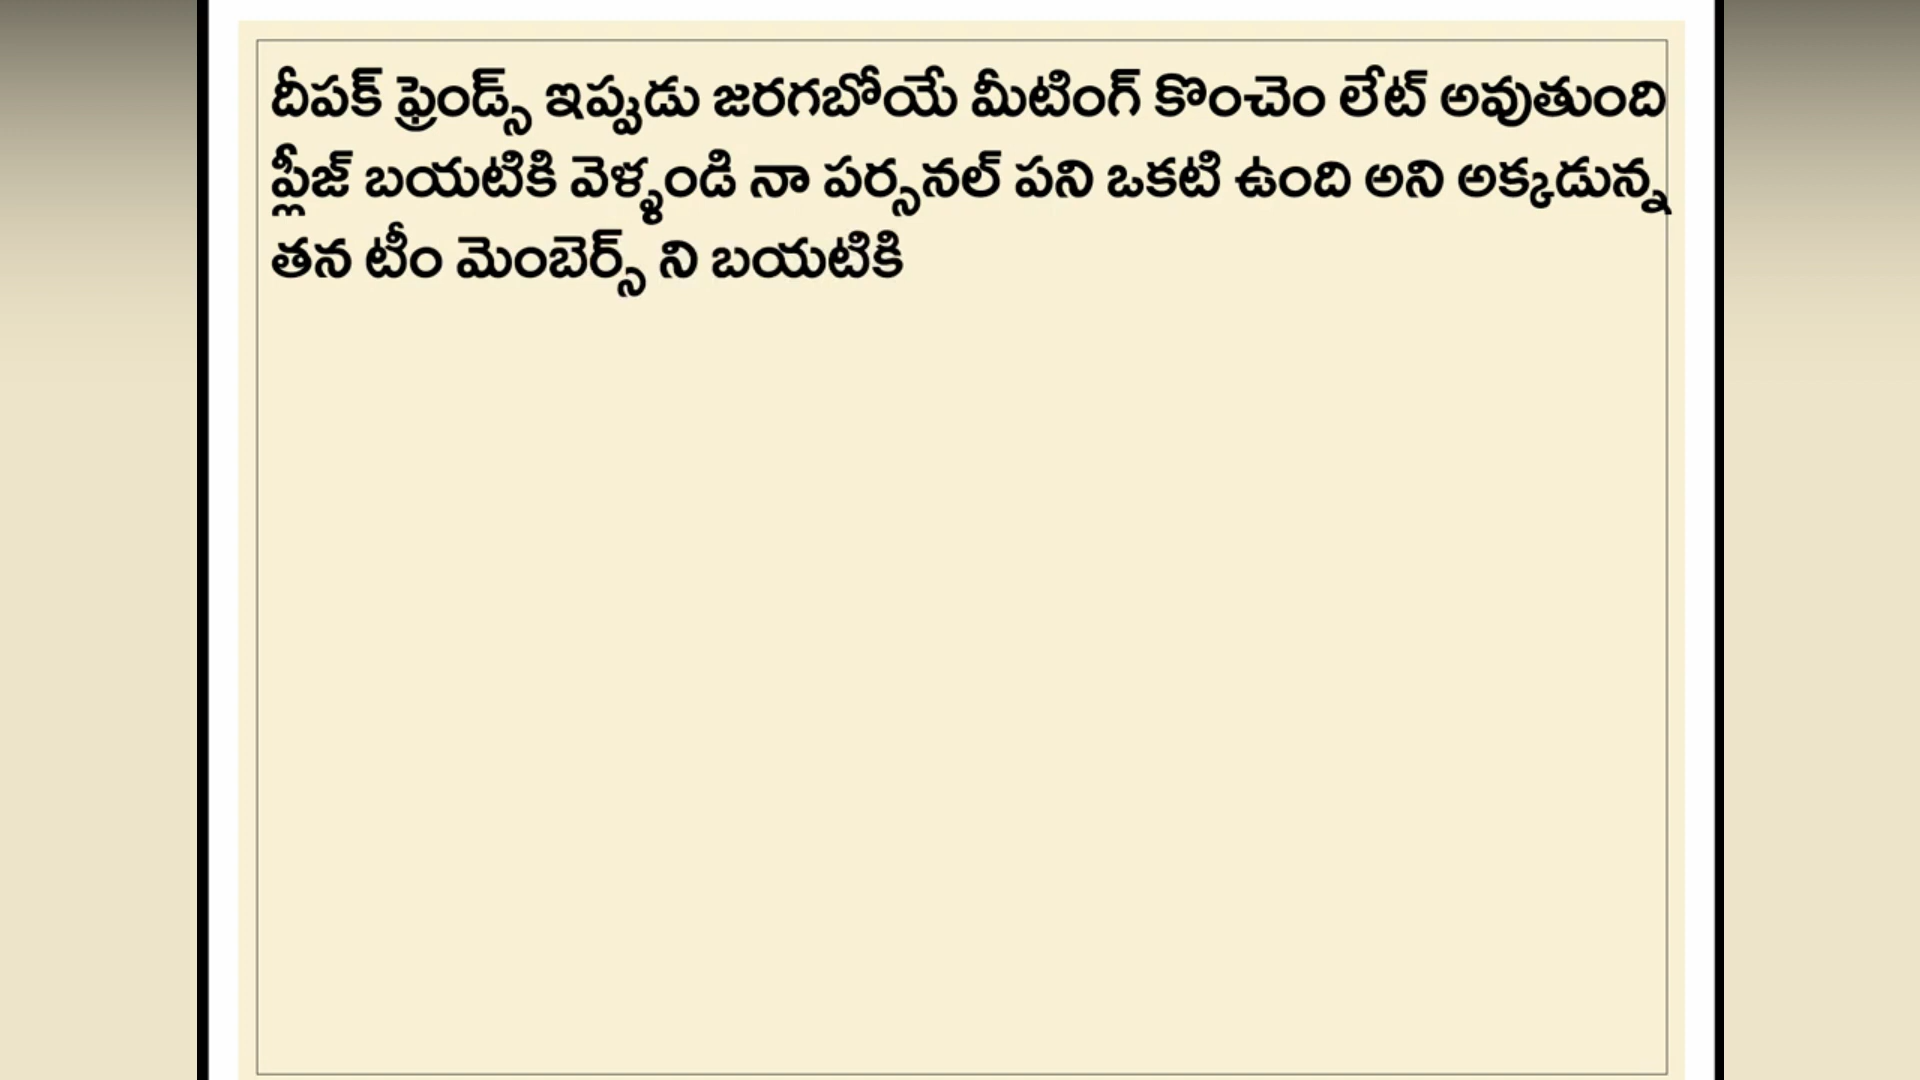 దీపక్ ఫ్రెండ్స్ ఇప్పుడు జరగబోయే మీటింగ్ కొంచెం లేట్ అవుతుంది
ప్లీజ్ బయటికి వెళ్ళండి నా పర్సనల్ పని ఒకటి ఉంది అని అక్కడున్న
తన టీం మెంబెర్స్ ని బయటికి